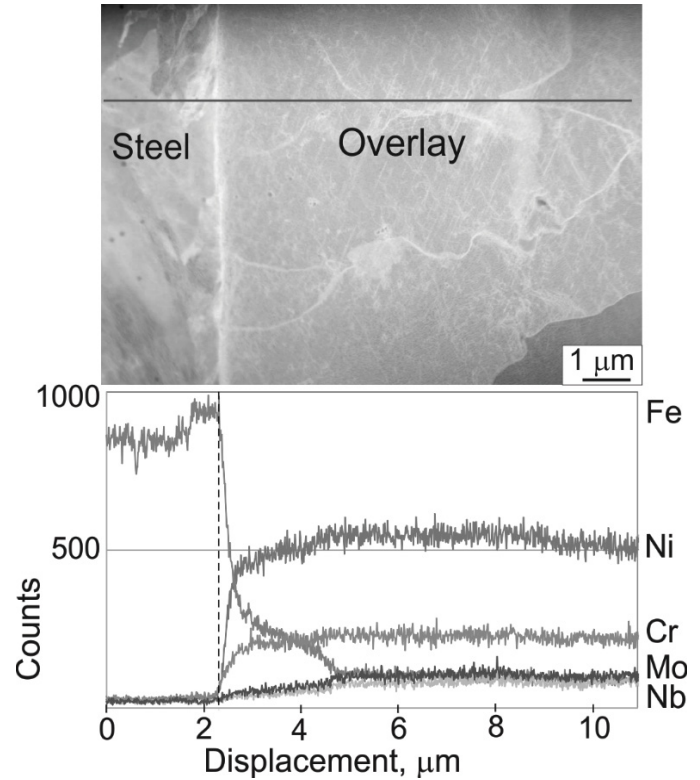 Steel
Overlay
1 μm
1000
500
Counts
Fe
Ni
Cr
Mo
Nb
0 2 4 6 8 10
Displacement, μm